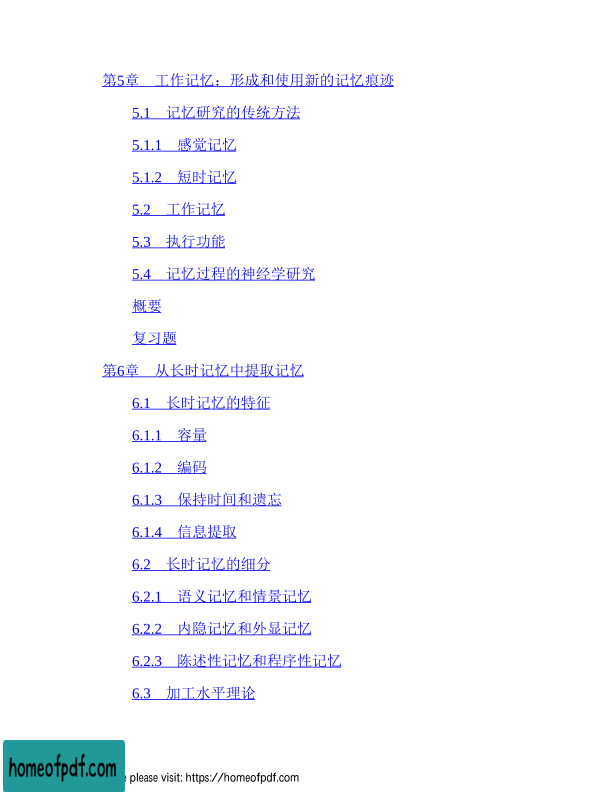 第5章　工作记忆：形成和使用新的记忆痕迹
5.1　记忆研究的传统方法
5.1.1　感觉记忆
5.1.2　短时记忆
5.2　工作记忆
5.3　执行功能
5.4　记忆过程的神经学研究
概要
复习题
第6章　从长时记忆中提取记忆
6.1　长时记忆的特征
6.1.1　容量
6.1.2　编码
6.1.3　保持时间和遗忘
6.1.4　信息提取
6.2　长时记忆的细分
6.2.1　语义记忆和情景记忆
6.2.2　内隐记忆和外显记忆
6.2.3　陈述性记忆和程序性记忆
6.3　加工水平理论
homeofpdf.com
please visit: https://homeofpdf.com